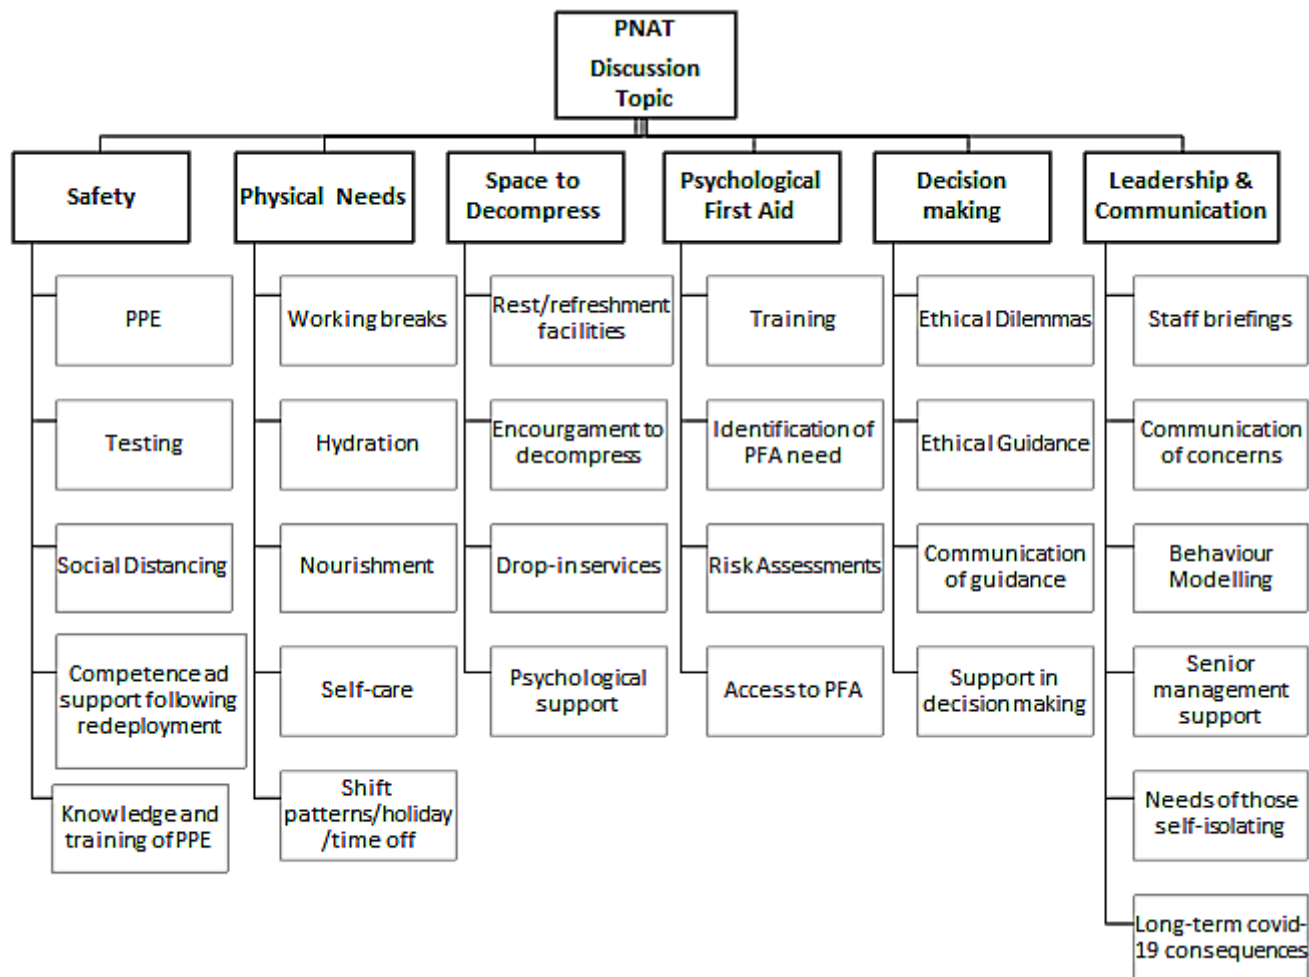 PNAT
Discussion
Topic
Safety
Physical Needs
Space to
Decompress
Psychological
First Aid
Decision
making
Leadership &
Communication
PPE
Testing
Social Distancing
Competence ad
support following
redeployment
Knowledge and
training of PPE
Working breaks
Hydration
Nourishment
Self-care
Shift
patterns/holiday
/time off
Rest/refreshment
facilities
Encourgament to
decompress
Drop-in services
Psychological
support
Training
Identification of
PFA need
Risk Assessments
Access to PFA
Ethical Dilemmas
Ethical Guidance
Communication
of guidance
Support in
decision making
Staff briefings
Communication
of concerns
Behaviour
Modelling
Senior
management
support
Needs of those
self-isolating
Long-term covid-
19 consequences